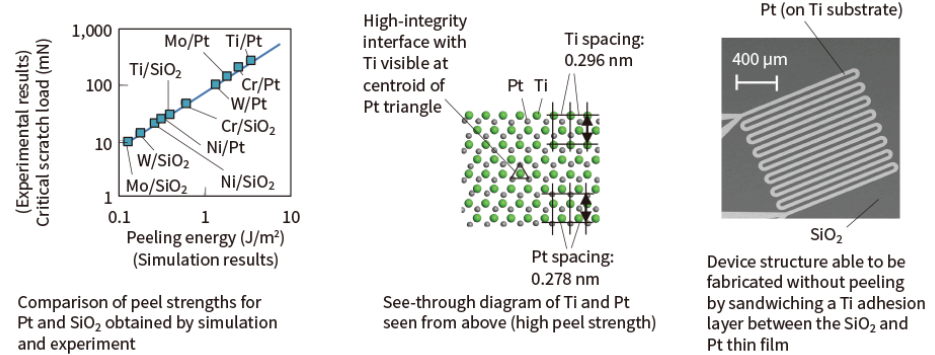 1,000
100
10
1
0.1
1
10
(Experimental results)
Critical scratch load (mN)
Mo/Pt
Ti/Pt
Ti/SiO₂
Cr/Pt
W/Pt
Cr/SiO₂
Ni/Pt
W/SiO₂
Ni/SiO₂
Mo/SiO₂
Peeling energy (J/m²)
(Simulation results)
Comparison of peel strengths for
Pt and SiO₂ obtained by simulation
and experiment
High-integrity
interface with
Ti visible at
centroid of
Pt triangle
Ti spacing:
0.296 nm
Pt Ti
Pt spacing:
0.278 nm
See-through diagram of Ti and Pt
seen from above (high peel strength)
Pt (on Ti substrate)
400 μm
SiO₂
Device structure able to be
fabricated without peeling
by sandwiching a Ti adhesion
layer between the SiO₂ and
Pt thin film